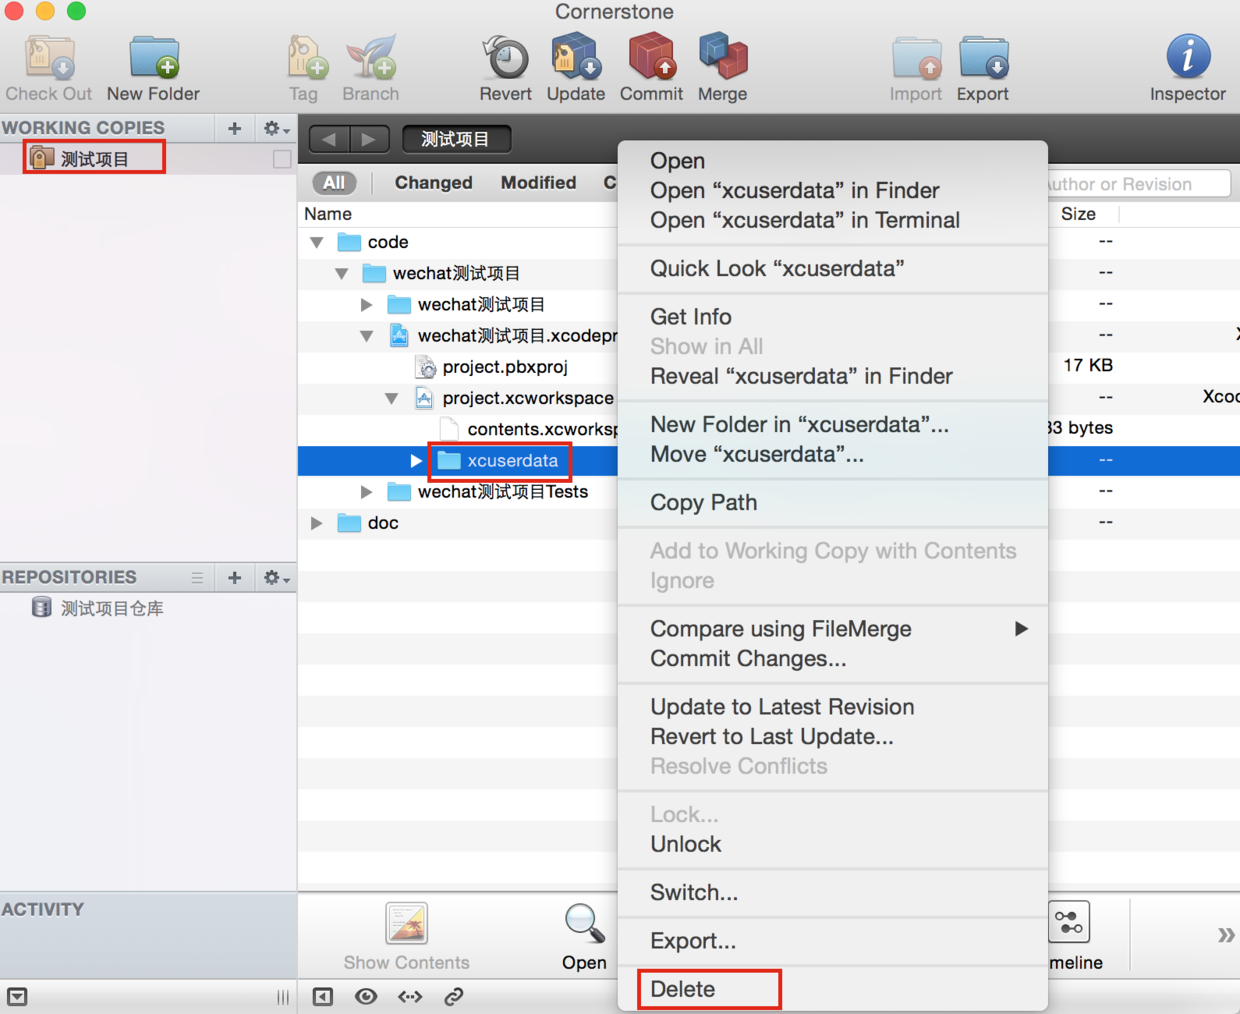 Cornerstone
Check Out New Folder Tag Branch Revert Update Commit Merge Import Export Inspector
WORKING COPIES
测试项目
测试项目
All Changed Modified C
uthor or Revision
Name Size
code --
wechat测试项目 --
wechat测试项目 --
wechat测试项目.xcodepr --
project.pbxproj 17 KB
project.xcworkspace -- Xcoc
contents.xcworksp 33 bytes
xcuserdata --
wechat测试项目Tests --
doc --
Open
Open “xcuserdata” in Finder
Open “xcuserdata” in Terminal
Quick Look “xcuserdata”
Get Info
Show in All
Reveal “xcuserdata” in Finder
New Folder in “xcuserdata”...
Move “xcuserdata”...
Copy Path
Add to Working Copy with Contents
Ignore
Compare using FileMerge
Commit Changes...
Update to Latest Revision
Revert to Last Update...
Resolve Conflicts
Lock...
Unlock
Switch...
Export...
Delete
REPOSITORIES
测试项目仓库
ACTIVITY
Show Contents Open meline